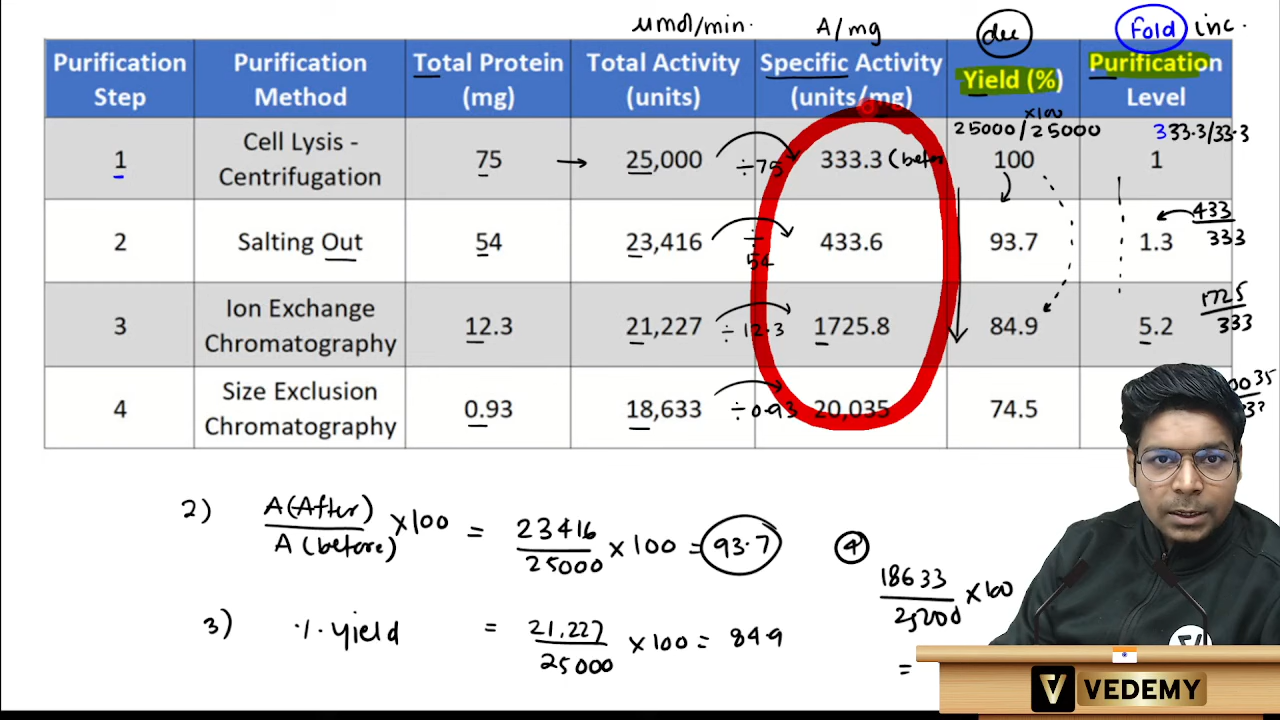 μmol/min. A/mg dec Fold inc.
Purification Step Purification Method Total Protein (mg) Total Activity (units) Specific Activity (units/mg) Yield (%) Purification Level
1 Cell Lysis - Centrifugation 75 → 25,000 ÷75 333.3 (before 25000/25000 ×100 100 333.3/33.3 1
2 Salting Out 54 23,416 ÷ 54 433.6 93.7 1.3 433/333
3 Ion Exchange Chromatography 12.3 21,227 ÷12.3 1725.8 84.9 5.2 1725/333
4 Size Exclusion Chromatography 0.93 18,633 ÷0.93 20,035 74.5
2) A(After)/A(before) ×100 = 23416/25000 ×100 = 93.7
4 18633/25200 ×100
=
3) ·/· yield = 21,227/25000 ×100 = 849
VEDEMY